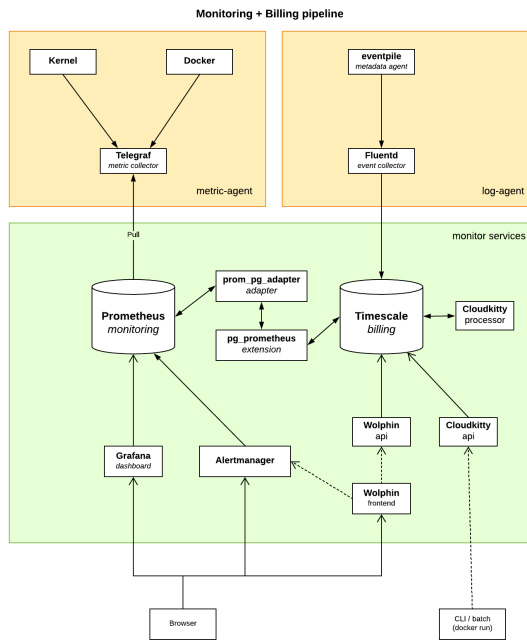 Monitoring + Billing pipeline
Kernel
Docker
eventpile
metadata agent
Telegraf
metric collector
Fluentd
event collector
metric-agent
log-agent
Pull
monitor services
prom_pg_adapter
adapter
Prometheus
monitoring
Timescale
billing
Cloudkitty
processor
pg_prometheus
extension
Wolphin
api
Cloudkitty
api
Grafana
dashboard
Alertmanager
Wolphin
frontend
Browser
CLI / batch
(docker run)